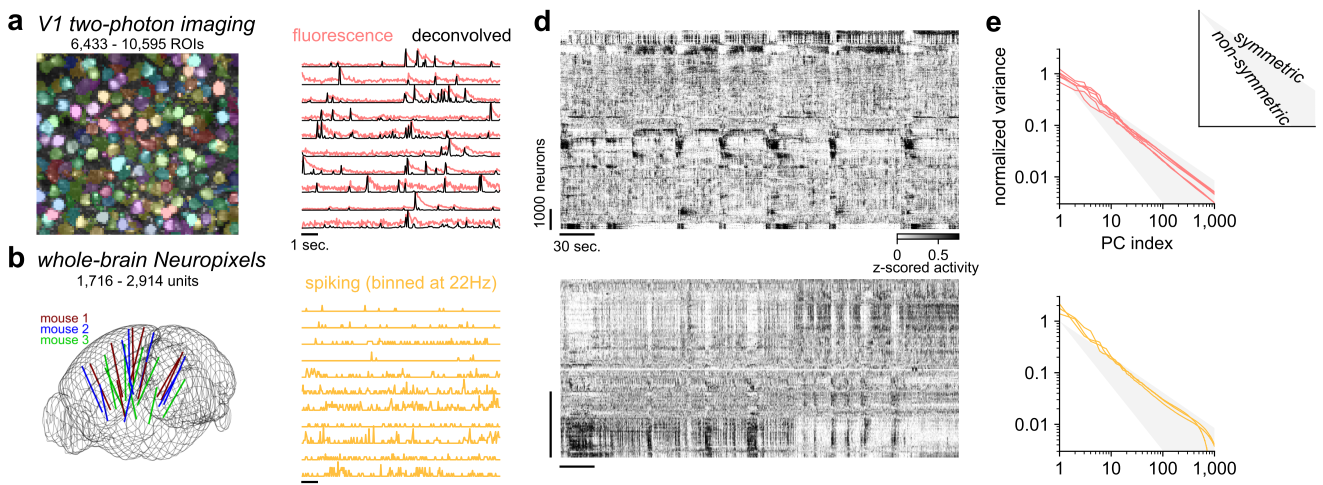 a
V1 two-photon imaging
6,433 - 10,595 ROIs
fluorescence deconvolved
1 sec.
b
whole-brain Neuropixels
1,716 - 2,914 units
mouse 1
mouse 2
mouse 3
spiking (binned at 22Hz)
d
1000 neurons
30 sec.
0 0.5
z-scored activity
e
symmetric
non-symmetric
normalized variance
1
0.1
0.01
1 10 100 1,000
PC index
1
0.1
0.01
1 10 100 1,000